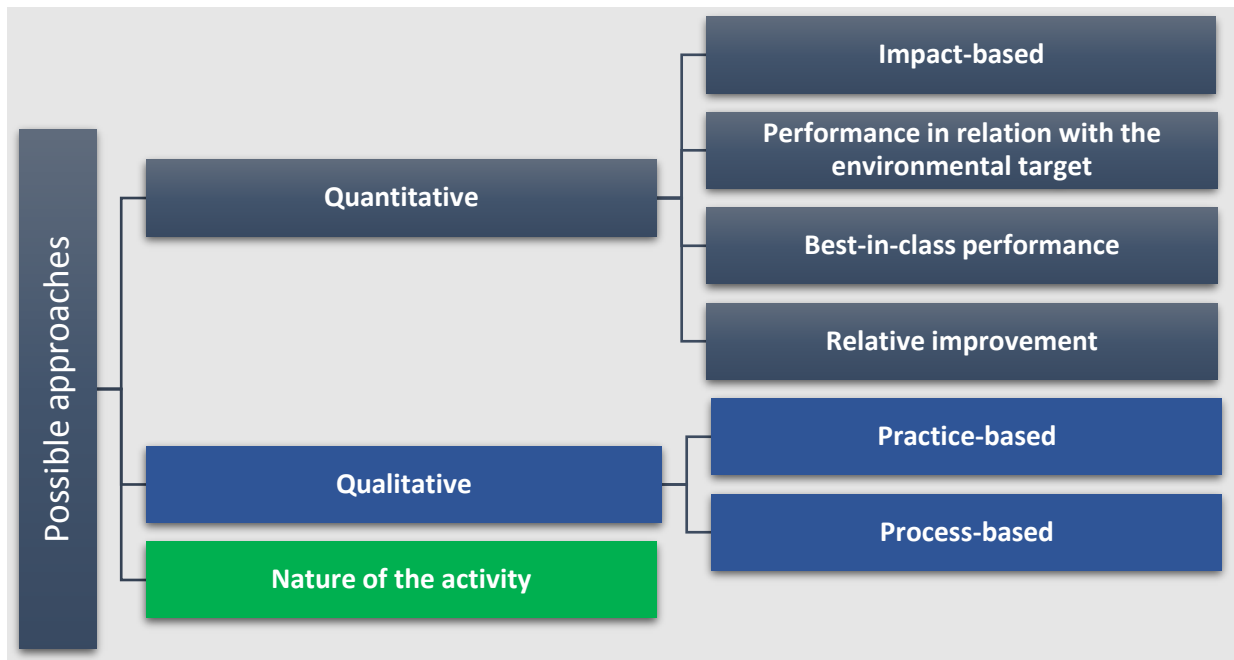 Possible approaches
Quantitative
Impact-based
Performance in relation with the
environmental target
Best-in-class performance
Relative improvement
Qualitative
Practice-based
Process-based
Nature of the activity